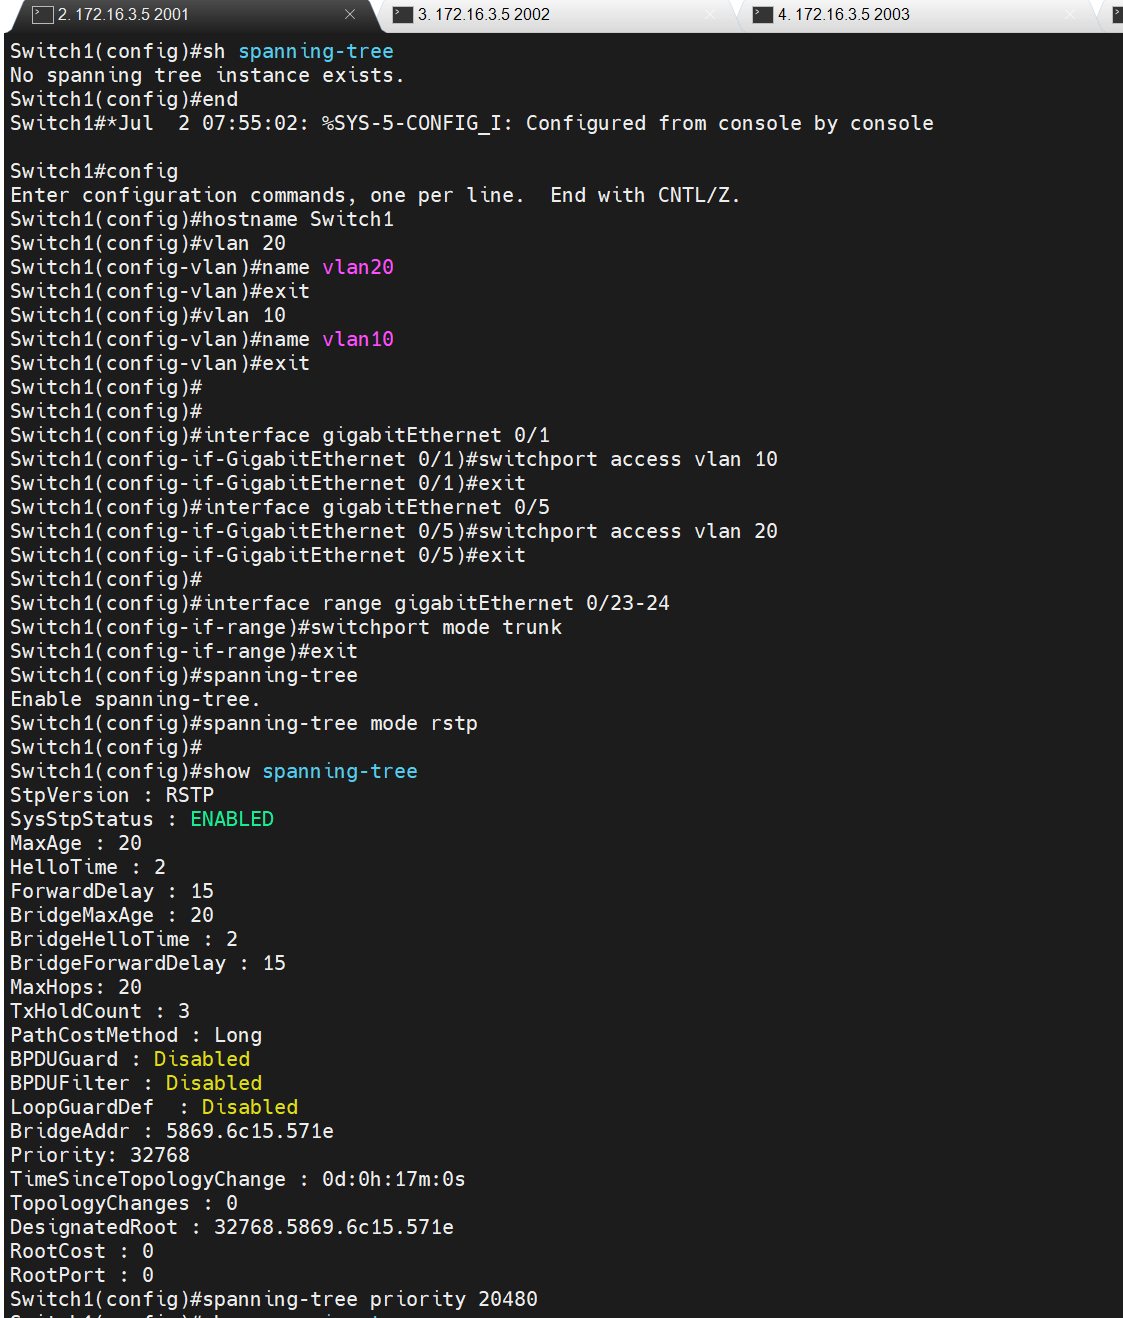 2. 172.16.3.5 2001
3. 172.16.3.5 2002
4. 172.16.3.5 2003
Switch1(config)#sh spanning-tree
No spanning tree instance exists.
Switch1(config)#end
Switch1#*Jul  2 07:55:02: %SYS-5-CONFIG_I: Configured from console by console
Switch1#config
Enter configuration commands, one per line.  End with CNTL/Z.
Switch1(config)#hostname Switch1
Switch1(config)#vlan 20
Switch1(config-vlan)#name vlan20
Switch1(config-vlan)#exit
Switch1(config)#vlan 10
Switch1(config-vlan)#name vlan10
Switch1(config-vlan)#exit
Switch1(config)#
Switch1(config)#
Switch1(config)#interface gigabitEthernet 0/1
Switch1(config-if-GigabitEthernet 0/1)#switchport access vlan 10
Switch1(config-if-GigabitEthernet 0/1)#exit
Switch1(config)#interface gigabitEthernet 0/5
Switch1(config-if-GigabitEthernet 0/5)#switchport access vlan 20
Switch1(config-if-GigabitEthernet 0/5)#exit
Switch1(config)#
Switch1(config)#interface range gigabitEthernet 0/23-24
Switch1(config-if-range)#switchport mode trunk
Switch1(config-if-range)#exit
Switch1(config)#spanning-tree
Enable spanning-tree.
Switch1(config)#spanning-tree mode rstp
Switch1(config)#
Switch1(config)#show spanning-tree
StpVersion : RSTP
SysStpStatus : ENABLED
MaxAge : 20
HelloTime : 2
ForwardDelay : 15
BridgeMaxAge : 20
BridgeHelloTime : 2
BridgeForwardDelay : 15
MaxHops: 20
TxHoldCount : 3
PathCostMethod : Long
BPDUGuard : Disabled
BPDUFilter : Disabled
LoopGuardDef  : Disabled
BridgeAddr : 5869.6c15.571e
Priority: 32768
TimeSinceTopologyChange : 0d:0h:17m:0s
TopologyChanges : 0
DesignatedRoot : 32768.5869.6c15.571e
RootCost : 0
RootPort : 0
Switch1(config)#spanning-tree priority 20480